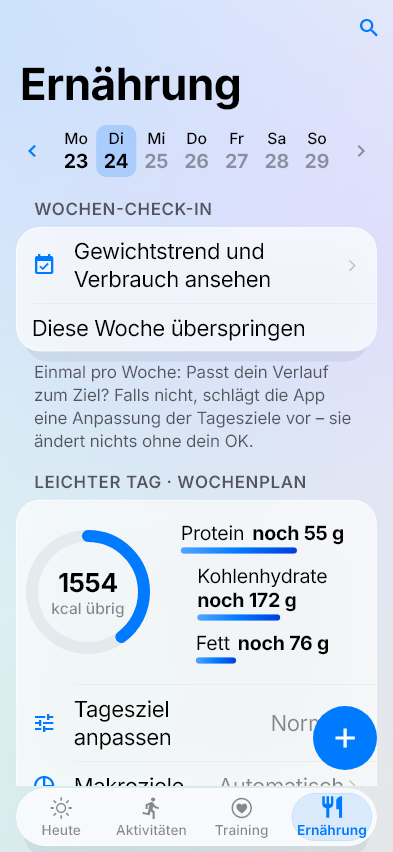 Ernährung
Mo Di Mi Do Fr Sa So
23 24 25 26 27 28 29
WOCHEN-CHECK-IN
Gewichtstrend und
Verbrauch ansehen
Diese Woche überspringen
Einmal pro Woche: Passt dein Verlauf
zum Ziel? Falls nicht, schlägt die App
eine Anpassung der Tagesziele vor – sie
ändert nichts ohne dein OK.
LEICHTER TAG · WOCHENPLAN
1554
kcal übrig
Protein noch 55 g
Kohlenhydrate
noch 172 g
Fett noch 76 g
Tagesziel
anpassen
Makroziele Automatisch
Heute Aktivitäten Training Ernährung